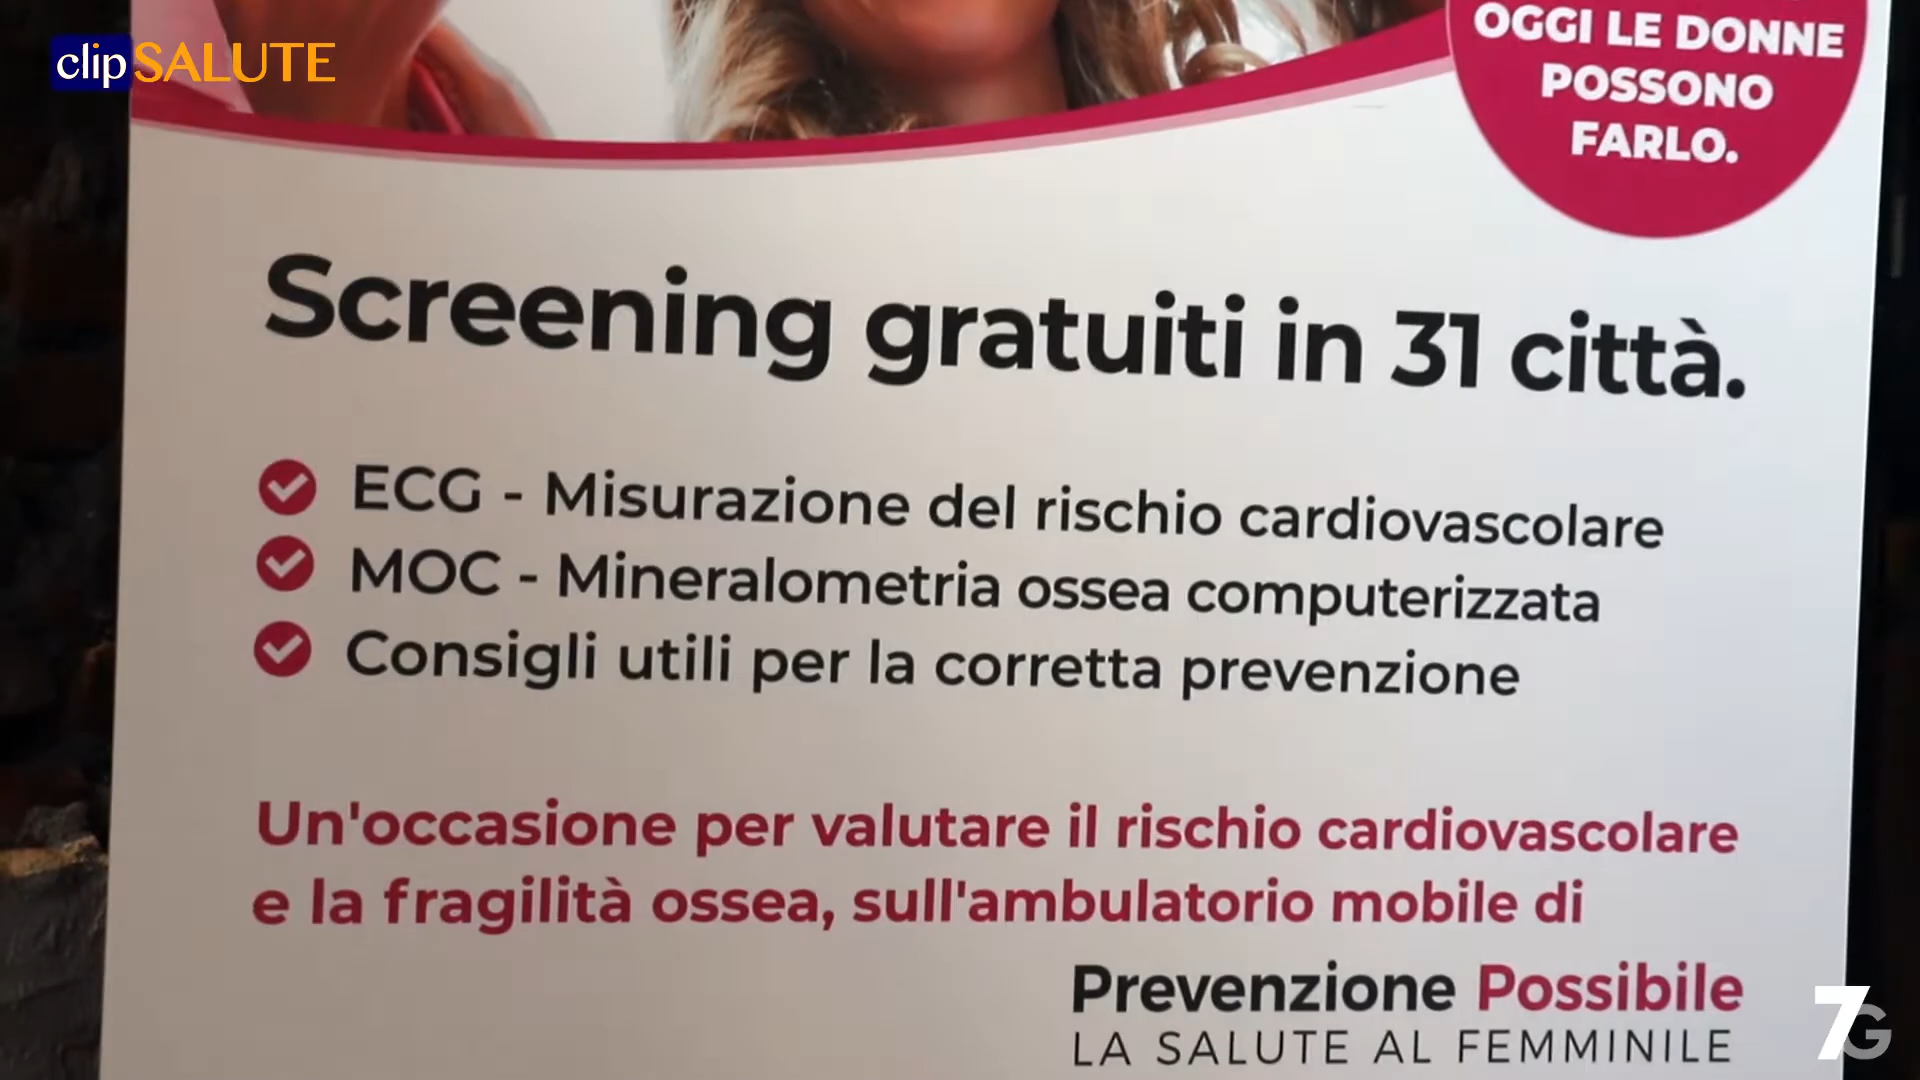 clip SALUTE
OGGI LE DONNE
POSSONO
FARLO.
Screening gratuiti in 31 città.
ECG - Misurazione del rischio cardiovascolare
MOC - Mineralometria ossea computerizzata
Consigli utili per la corretta prevenzione
Un'occasione per valutare il rischio cardiovascolare
e la fragilità ossea, sull'ambulatorio mobile di
Prevenzione Possibile
LA SALUTE AL FEMMINILE
7G